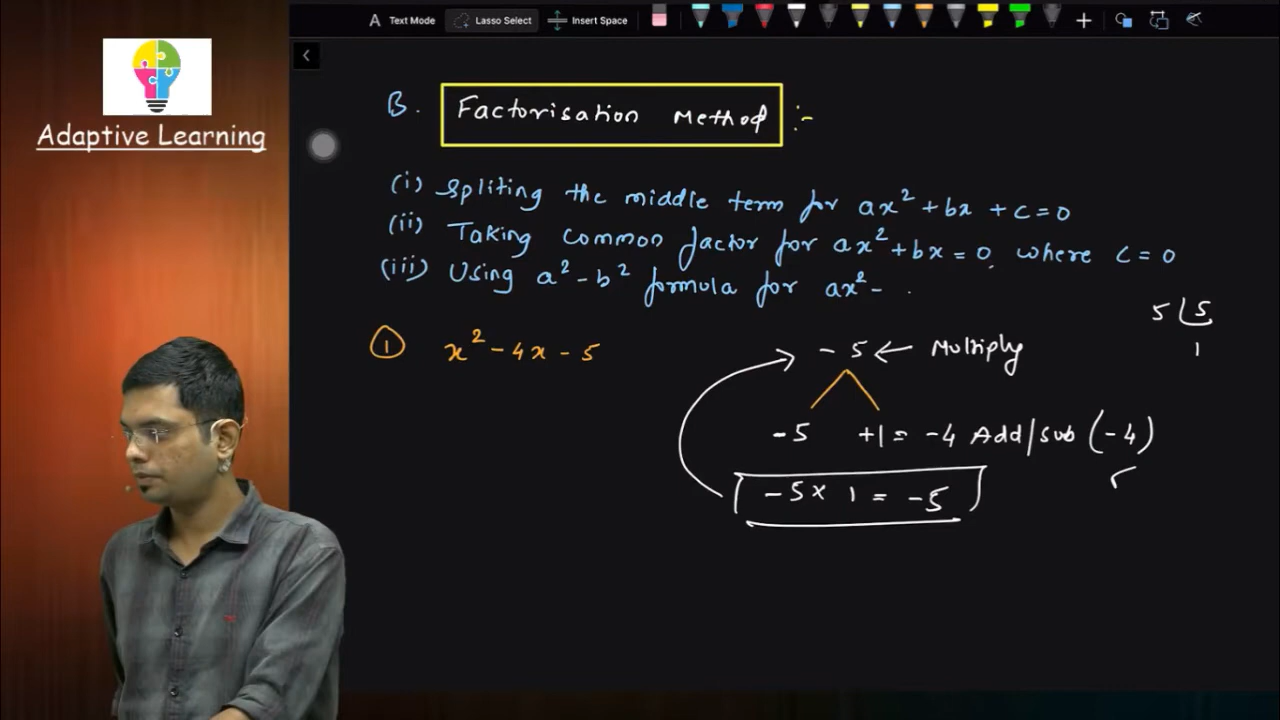 A Text Mode Lasso Select Insert Space
Adaptive Learning
B. Factorisation Method :-
(i) Spliting the middle term for ax² + bx + c = 0
(ii) Taking common factor for ax² + bx = 0, where c = 0
(iii) Using a² - b² formula for ax² -
5 | 5
1
① x² - 4x - 5
- 5 ← Multiply
- 5 + 1 = - 4 Add/Sub (- 4)
- 5 × 1 = - 5